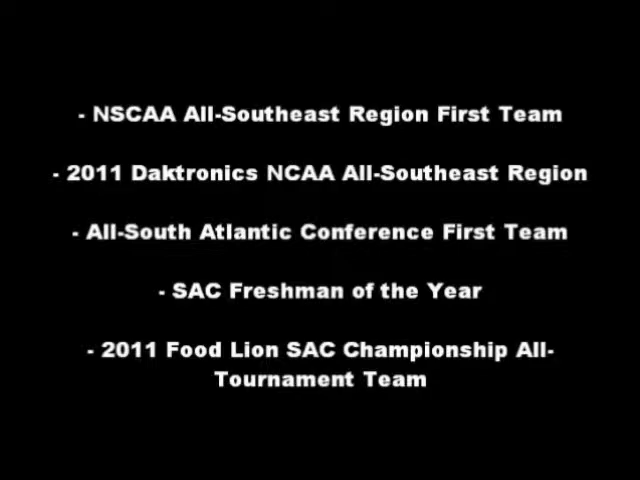 - NSCAA All-Southeast Region First Team
- 2011 Daktronics NCAA All-Southeast Region
- All-South Atlantic Conference First Team
- SAC Freshman of the Year
- 2011 Food Lion SAC Championship All-
Tournament Team